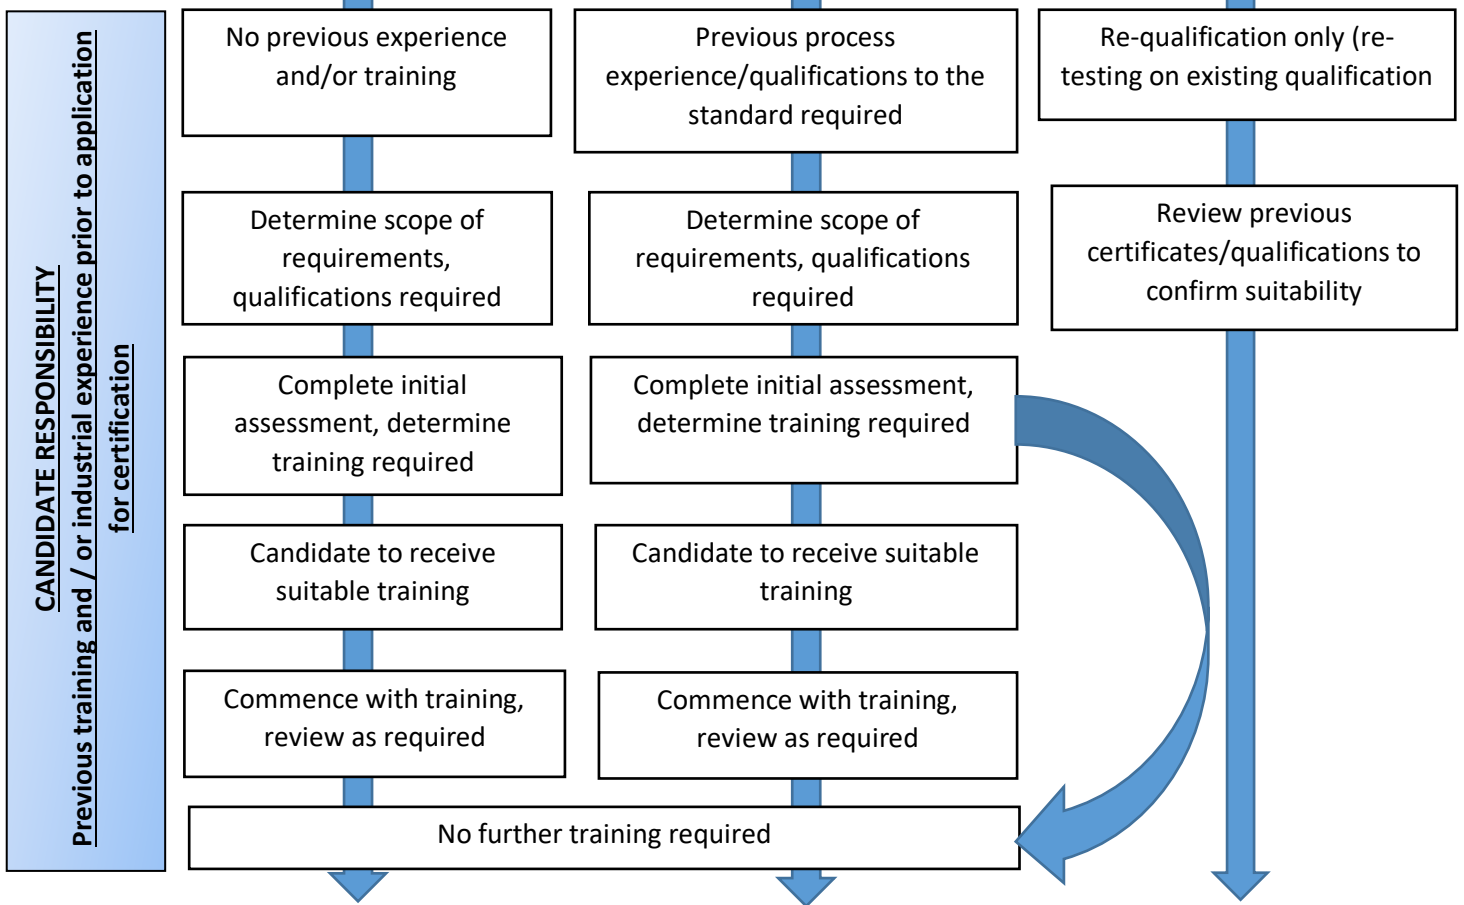 CANDIDATE RESPONSIBILITY
Previous training and / or industrial experience prior to application
for certification
No previous experience
and/or training
Determine scope of
requirements,
qualifications required
Complete initial
assessment, determine
training required
Candidate to receive
suitable training
Commence with training,
review as required
Previous process
experience/qualifications to the
standard required
Determine scope of
requirements, qualifications
required
Complete initial assessment,
determine training required
Candidate to receive suitable
training
Commence with training,
review as required
No further training required
Re-qualification only (re-
testing on existing qualification
Review previous
certificates/qualifications to
confirm suitability